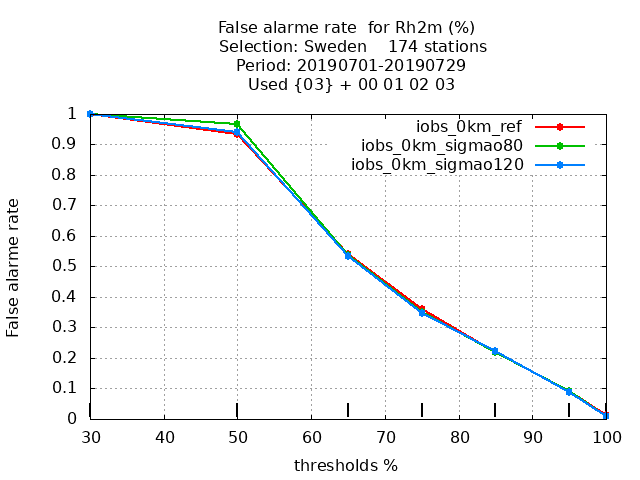 False alarme rate  for Rh2m (%)
Selection: Sweden    174 stations
Period: 20190701-20190729
Used {03} + 00 01 02 03
iobs_0km_ref
iobs_0km_sigmao80
iobs_0km_sigmao120
1
0.9
0.8
0.7
0.6
0.5
0.4
0.3
0.2
0.1
0
False alarme rate
30 40 50 60 70 80 90 100
thresholds %